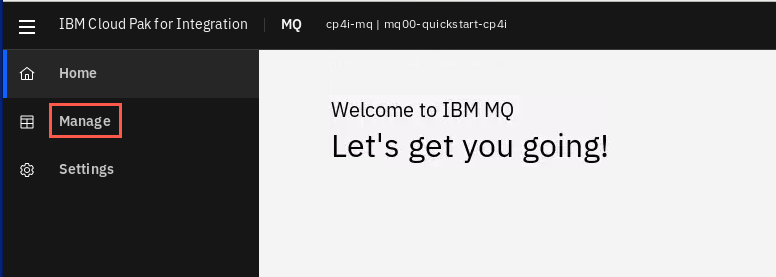 IBM Cloud Pak for Integration | MQ cp4i-mq | mq00-quickstart-cp4i
Home
Manage
Settings
Welcome to IBM MQ
Let's get you going!